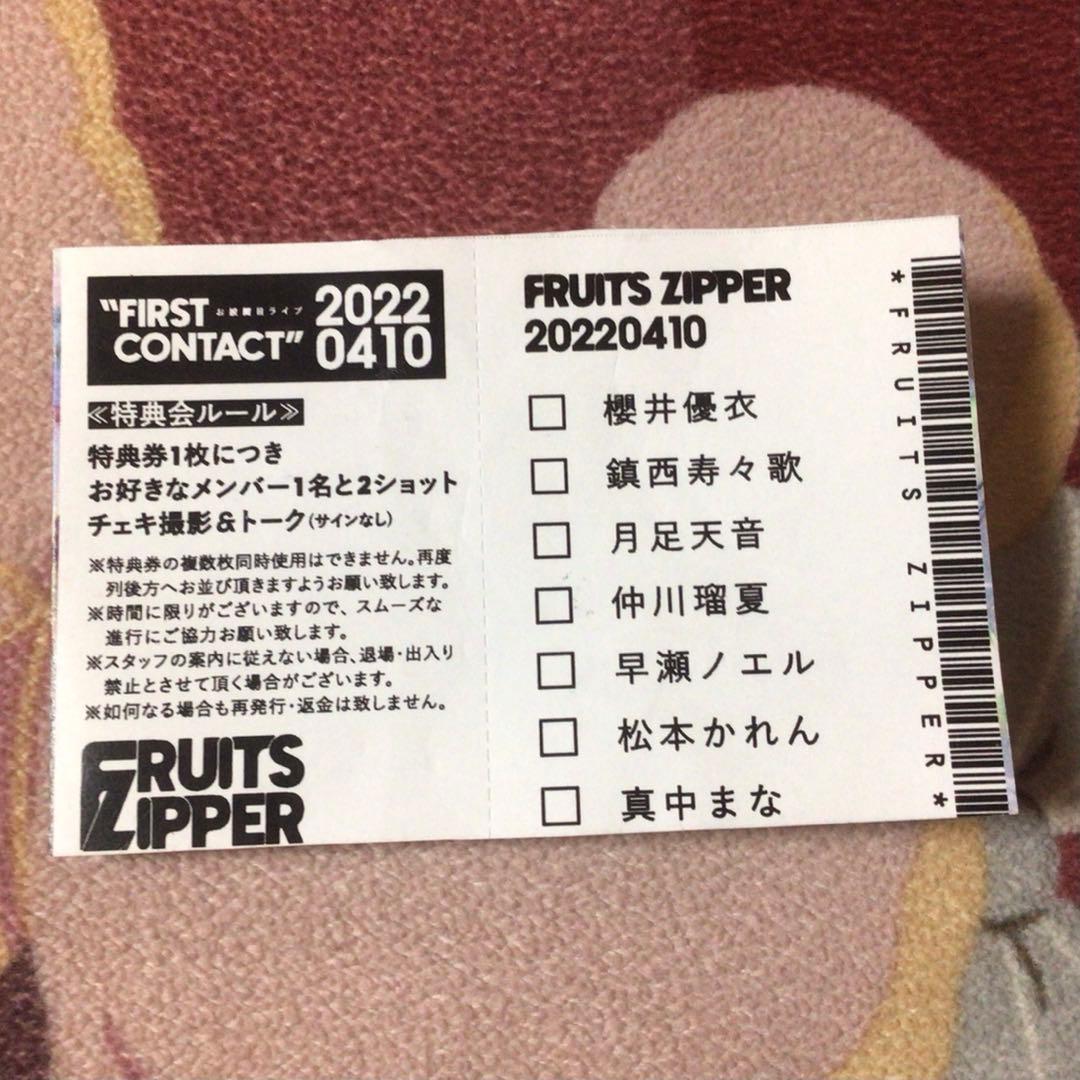 “FIRST お披露目ライブ 2022
CONTACT” 0410
≪特典会ルール≫
特典券1枚につき
お好きなメンバー1名と2ショット
チェキ撮影&トーク(サインなし)
※特典券の複数枚同時使用はできません。再度
列後方へお並び頂きますようお願い致します。
※時間に限りがございますので、スムーズな
進行にご協力お願い致します。
※スタッフの案内に従えない場合、退場・出入り
禁止とさせて頂く場合がございます。
※如何なる場合も再発行・返金は致しません。
FRUITS
ZIPPER
FRUITS ZIPPER
20220410
□ 櫻井優衣
□ 鎮西寿々歌
□ 月足天音
□ 仲川瑠夏
□ 早瀬ノエル
□ 松本かれん
□ 真中まな
*FRUITS ZIPPER*